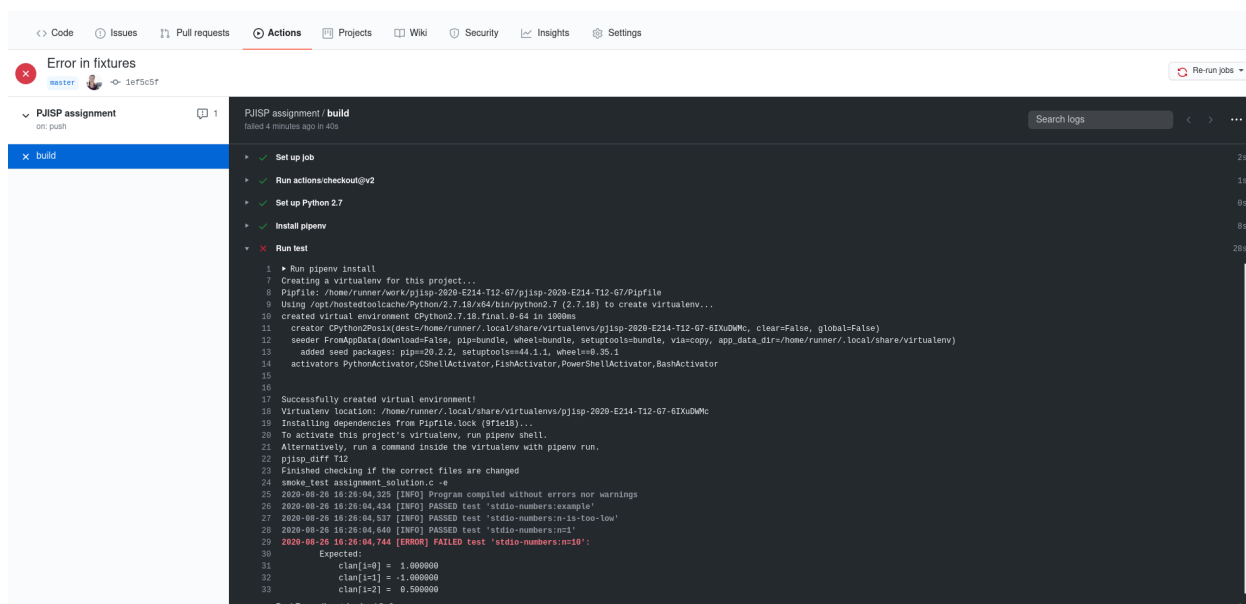 Code Issues Pull requests Actions Projects Wiki Security Insights Settings
Error in fixtures
master 1ef5c5f
Re-run jobs
PJISP assignment 1
on: push
build
PJISP assignment / build
failed 4 minutes ago in 40s
Search logs
Set up job 2s
Run actions/checkout@v2 1s
Set up Python 2.7 0s
Install pipenv 8s
Run test 28s
1 Run pipenv install
7 Creating a virtualenv for this project...
8 Pipfile: /home/runner/work/pjisp-2020-E214-T12-G7/pjisp-2020-E214-T12-G7/Pipfile
9 Using /opt/hostedtoolcache/Python/2.7.18/x64/bin/python2.7 (2.7.18) to create virtualenv...
10 created virtual environment CPython2.7.18.final.0-64 in 1000ms
11 creator CPython2Posix(dest=/home/runner/.local/share/virtualenvs/pjisp-2020-E214-T12-G7-6IXuDWMc, clear=False, global=False)
12 seeder FromAppData(download=False, pip=bundle, wheel=bundle, setuptools=bundle, via=copy, app_data_dir=/home/runner/.local/share/virtualenv)
13 added seed packages: pip==20.2.2, setuptools==44.1.1, wheel==0.35.1
14 activators PythonActivator,CShellActivator,FishActivator,PowerShellActivator,BashActivator
15
16
17 Successfully created virtual environment!
18 Virtualenv location: /home/runner/.local/share/virtualenvs/pjisp-2020-E214-T12-G7-6IXuDWMc
19 Installing dependencies from Pipfile.lock (9f1e18)...
20 To activate this project's virtualenv, run pipenv shell.
21 Alternatively, run a command inside the virtualenv with pipenv run.
22 pjisp_diff T12
23 Finished checking if the correct files are changed
24 smoke_test assignment_solution.c -e
25 2020-08-26 16:26:04,325 [INFO] Program compiled without errors nor warnings
26 2020-08-26 16:26:04,434 [INFO] PASSED test 'stdio-numbers:example'
27 2020-08-26 16:26:04,537 [INFO] PASSED test 'stdio-numbers:n-is-too-low'
28 2020-08-26 16:26:04,640 [INFO] PASSED test 'stdio-numbers:n=1'
29 2020-08-26 16:26:04,744 [ERROR] FAILED test 'stdio-numbers:n=10':
30 Expected:
31 clan[i=0] = 1.000000
32 clan[i=1] = -1.000000
33 clan[i=2] = 0.500000